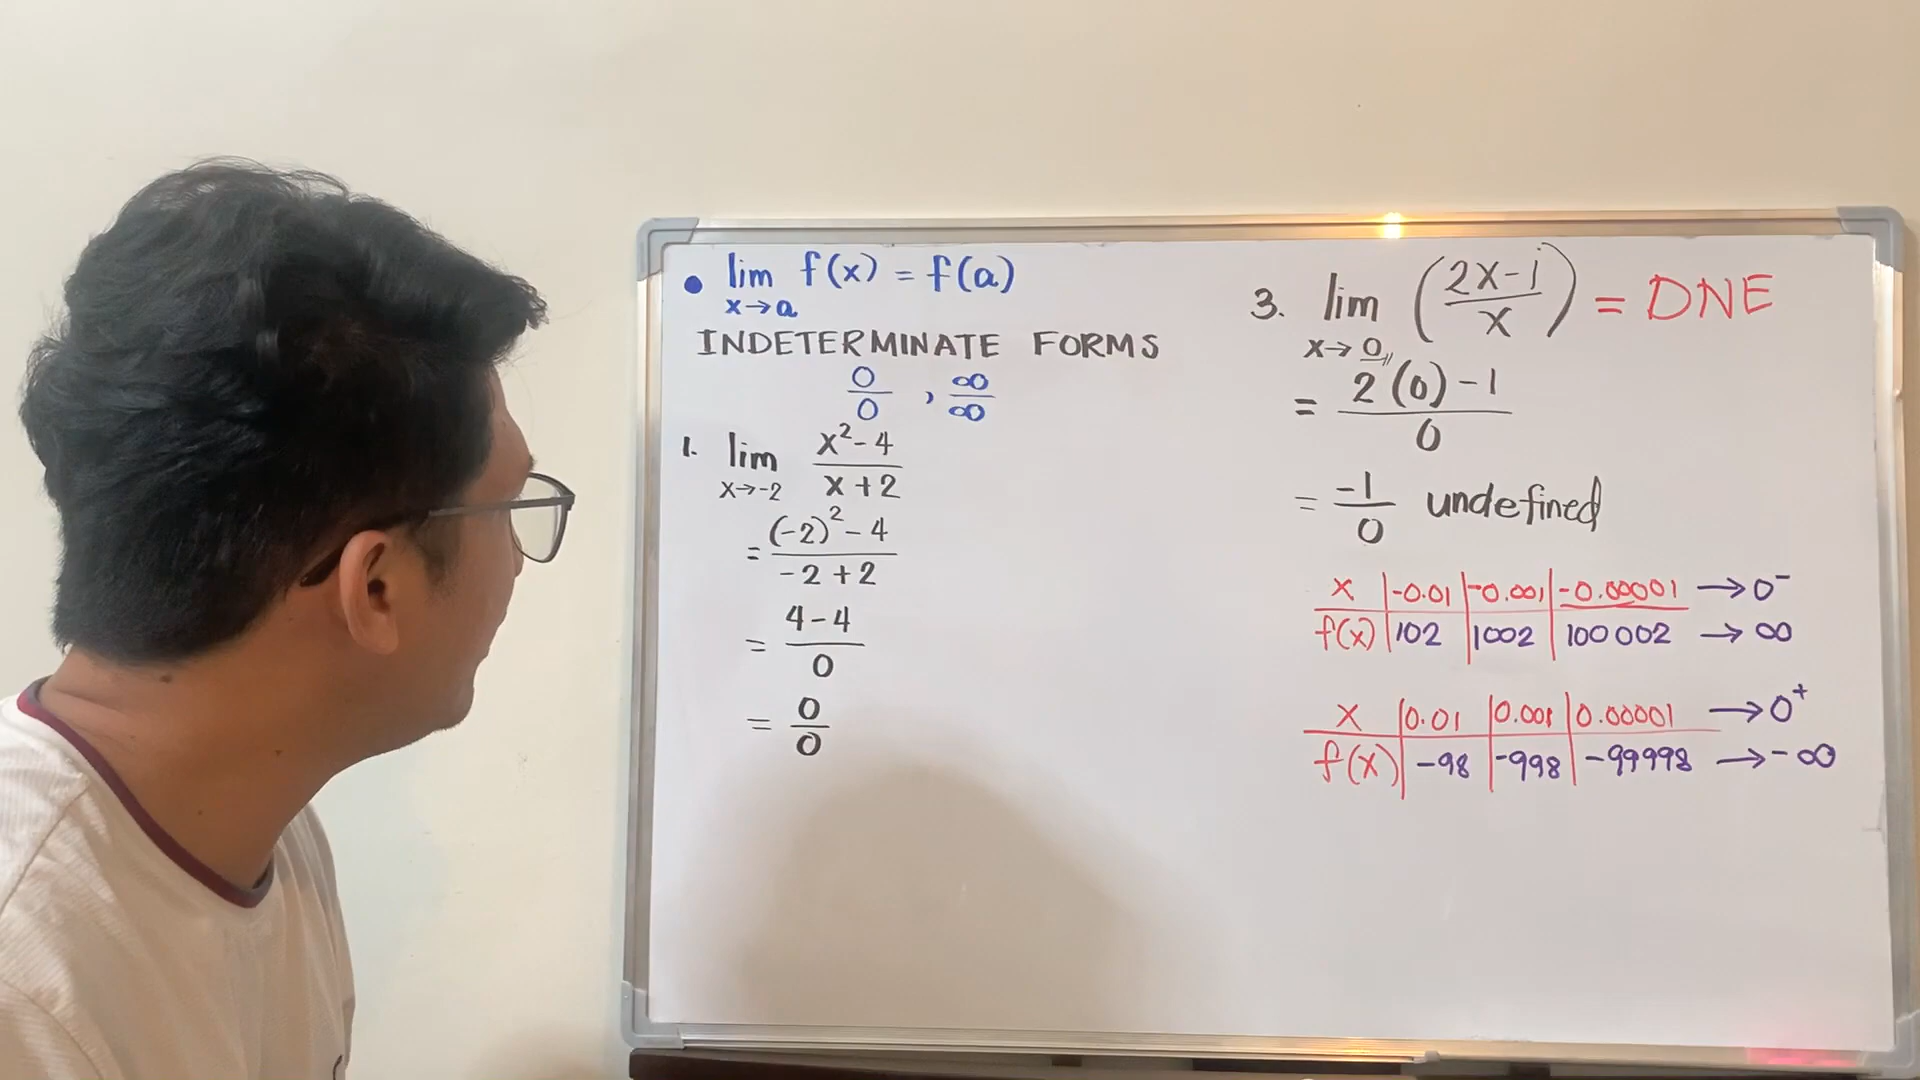 • lim f(x) = f(a)
x→a
INDETERMINATE FORMS
0/0 , ∞/∞
1. lim x²-4 / x+2
x→-2
= (-2)²-4 / -2+2
= 4-4 / 0
= 0/0
3. lim (2x-1 / x) = DNE
x→0
= 2(0)-1 / 0
= -1/0 undefined
x | -0.01 | -0.001 | -0.00001 → 0⁻
f(x) | 102 | 1002 | 100002 → ∞
x | 0.01 | 0.001 | 0.00001 → 0⁺
f(x) | -98 | -998 | -99998 → -∞